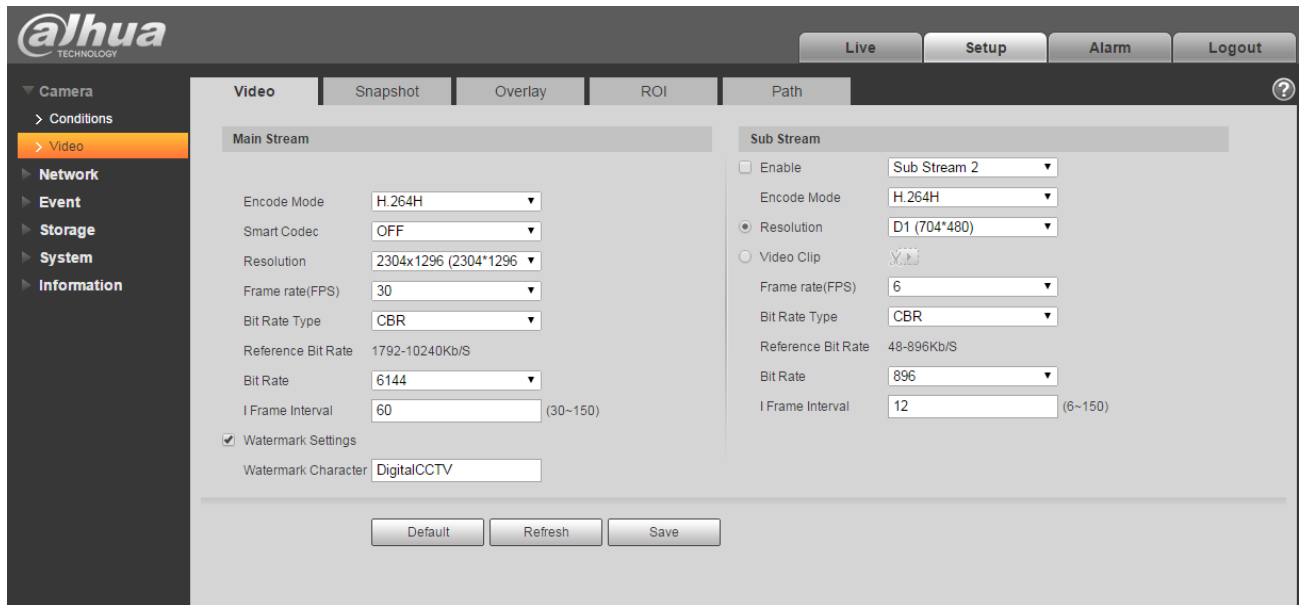 alhua
TECHNOLOGY
Live Setup Alarm Logout
Camera
Conditions
Video
Network
Event
Storage
System
Information
Video Snapshot Overlay ROI Path
?
Main Stream
Encode Mode H.264H
Smart Codec OFF
Resolution 2304x1296 (2304*1296
Frame rate(FPS) 30
Bit Rate Type CBR
Reference Bit Rate 1792-10240Kb/S
Bit Rate 6144
I Frame Interval 60 (30~150)
Watermark Settings
Watermark Character DigitalCCTV
Sub Stream
Enable Sub Stream 2
Encode Mode H.264H
Resolution D1 (704*480)
Video Clip
Frame rate(FPS) 6
Bit Rate Type CBR
Reference Bit Rate 48-896Kb/S
Bit Rate 896
I Frame Interval 12 (6~150)
Default Refresh Save